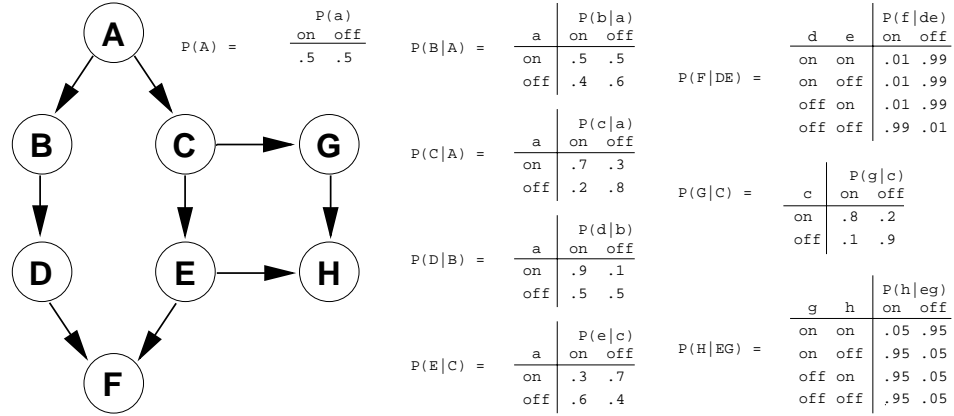 A
B
C
G
D
E
H
F
P(a)
P(A) = on off
.5 .5
P(b|a)
P(B|A) = a on off
on .5 .5
off .4 .6
P(c|a)
P(C|A) = a on off
on .7 .3
off .2 .8
P(d|b)
P(D|B) = a on off
on .9 .1
off .5 .5
P(e|c)
P(E|C) = a on off
on .3 .7
off .6 .4
P(f|de)
d e on off
on on .01 .99
P(F|DE) = on off .01 .99
off on .01 .99
off off .99 .01
P(g|c)
P(G|C) = c on off
on .8 .2
off .1 .9
P(h|eg)
g h on off
on on .05 .95
P(H|EG) = on off .95 .05
off on .95 .05
off off .95 .05